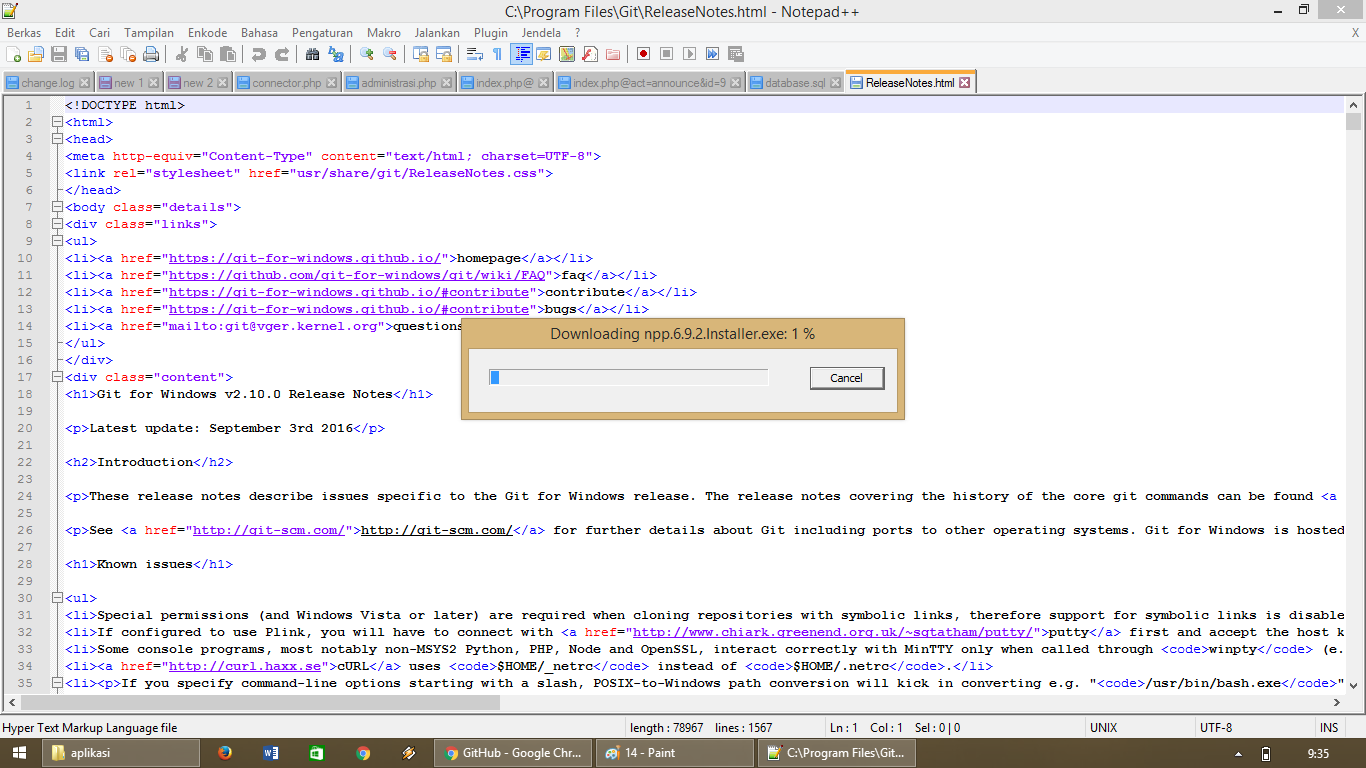 C:\Program Files\Git\ReleaseNotes.html - Notepad++
Berkas Edit Cari Tampilan Enkode Bahasa Pengaturan Makro Jalankan Plugin Jendela ? X
change.log new 1 new 2 connector.php administrasi.php index.php@ index.php@act=announce&id=9 database.sql ReleaseNotes.html
1 <!DOCTYPE html>
2 <html>
3 <head>
4 <meta http-equiv="Content-Type" content="text/html; charset=UTF-8">
5 <link rel="stylesheet" href="usr/share/git/ReleaseNotes.css">
6 </head>
7 <body class="details">
8 <div class="links">
9 <ul>
10 <li><a href="https://git-for-windows.github.io/">homepage</a></li>
11 <li><a href="https://github.com/git-for-windows/git/wiki/FAQ">faq</a></li>
12 <li><a href="https://git-for-windows.github.io/#contribute">contribute</a></li>
13 <li><a href="https://git-for-windows.github.io/#contribute">bugs</a></li>
14 <li><a href="mailto:git@vger.kernel.org">questions
15 </ul>
16 </div>
17 <div class="content">
18 <h1>Git for Windows v2.10.0 Release Notes</h1>
19
20 <p>Latest update: September 3rd 2016</p>
21
22 <h2>Introduction</h2>
23
24 <p>These release notes describe issues specific to the Git for Windows release. The release notes covering the history of the core git commands can be found <a
25
26 <p>See <a href="http://git-scm.com/">http://git-scm.com/</a> for further details about Git including ports to other operating systems. Git for Windows is hosted
27
28 <h1>Known issues</h1>
29
30 <ul>
31 <li>Special permissions (and Windows Vista or later) are required when cloning repositories with symbolic links, therefore support for symbolic links is disable
32 <li>If configured to use Plink, you will have to connect with <a href="http://www.chiark.greenend.org.uk/~sgtatham/putty/">putty</a> first and accept the host k
33 <li>Some console programs, most notably non-MSYS2 Python, PHP, Node and OpenSSL, interact correctly with MinTTY only when called through <code>winpty</code> (e.
34 <li><a href="http://curl.haxx.se">cURL</a> uses <code>$HOME/_netrc</code> instead of <code>$HOME/.netrc</code>.</li>
35 <li><p>If you specify command-line options starting with a slash, POSIX-to-Windows path conversion will kick in converting e.g. "<code>/usr/bin/bash.exe</code>"
Downloading npp.6.9.2.Installer.exe: 1 %
Cancel
Hyper Text Markup Language file length : 78967 lines : 1567 Ln : 1 Col : 1 Sel : 0 | 0 UNIX UTF-8 INS
aplikasi GitHub - Google Chr... 14 - Paint C:\Program Files\Git... 9:35